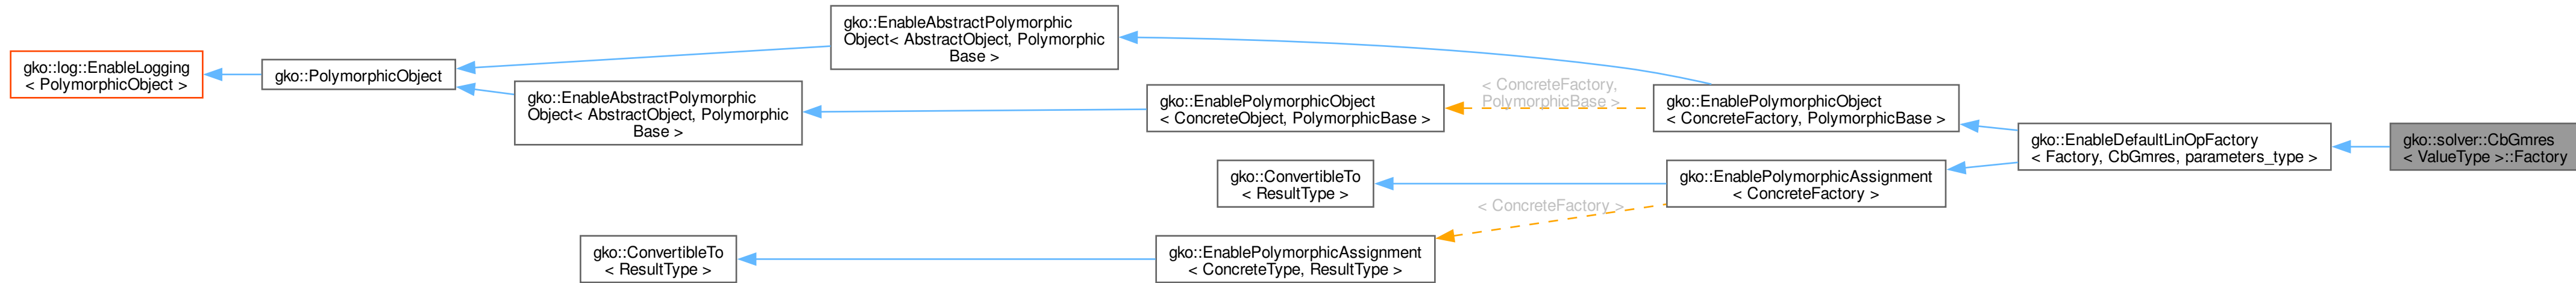 gko::log::EnableLogging
< PolymorphicObject >
gko::PolymorphicObject
gko::EnableAbstractPolymorphic
Object< AbstractObject, Polymorphic
Base >
gko::EnableAbstractPolymorphic
Object< AbstractObject, Polymorphic
Base >
gko::EnablePolymorphicObject
< ConcreteObject, PolymorphicBase >
< ConcreteFactory,
PolymorphicBase >
gko::EnablePolymorphicObject
< ConcreteFactory, PolymorphicBase >
gko::ConvertibleTo
< ResultType >
gko::EnablePolymorphicAssignment
< ConcreteFactory >
< ConcreteFactory >
gko::ConvertibleTo
< ResultType >
gko::EnablePolymorphicAssignment
< ConcreteType, ResultType >
gko::EnableDefaultLinOpFactory
< Factory, CbGmres, parameters_type >
gko::solver::CbGmres
< ValueType >::Factory